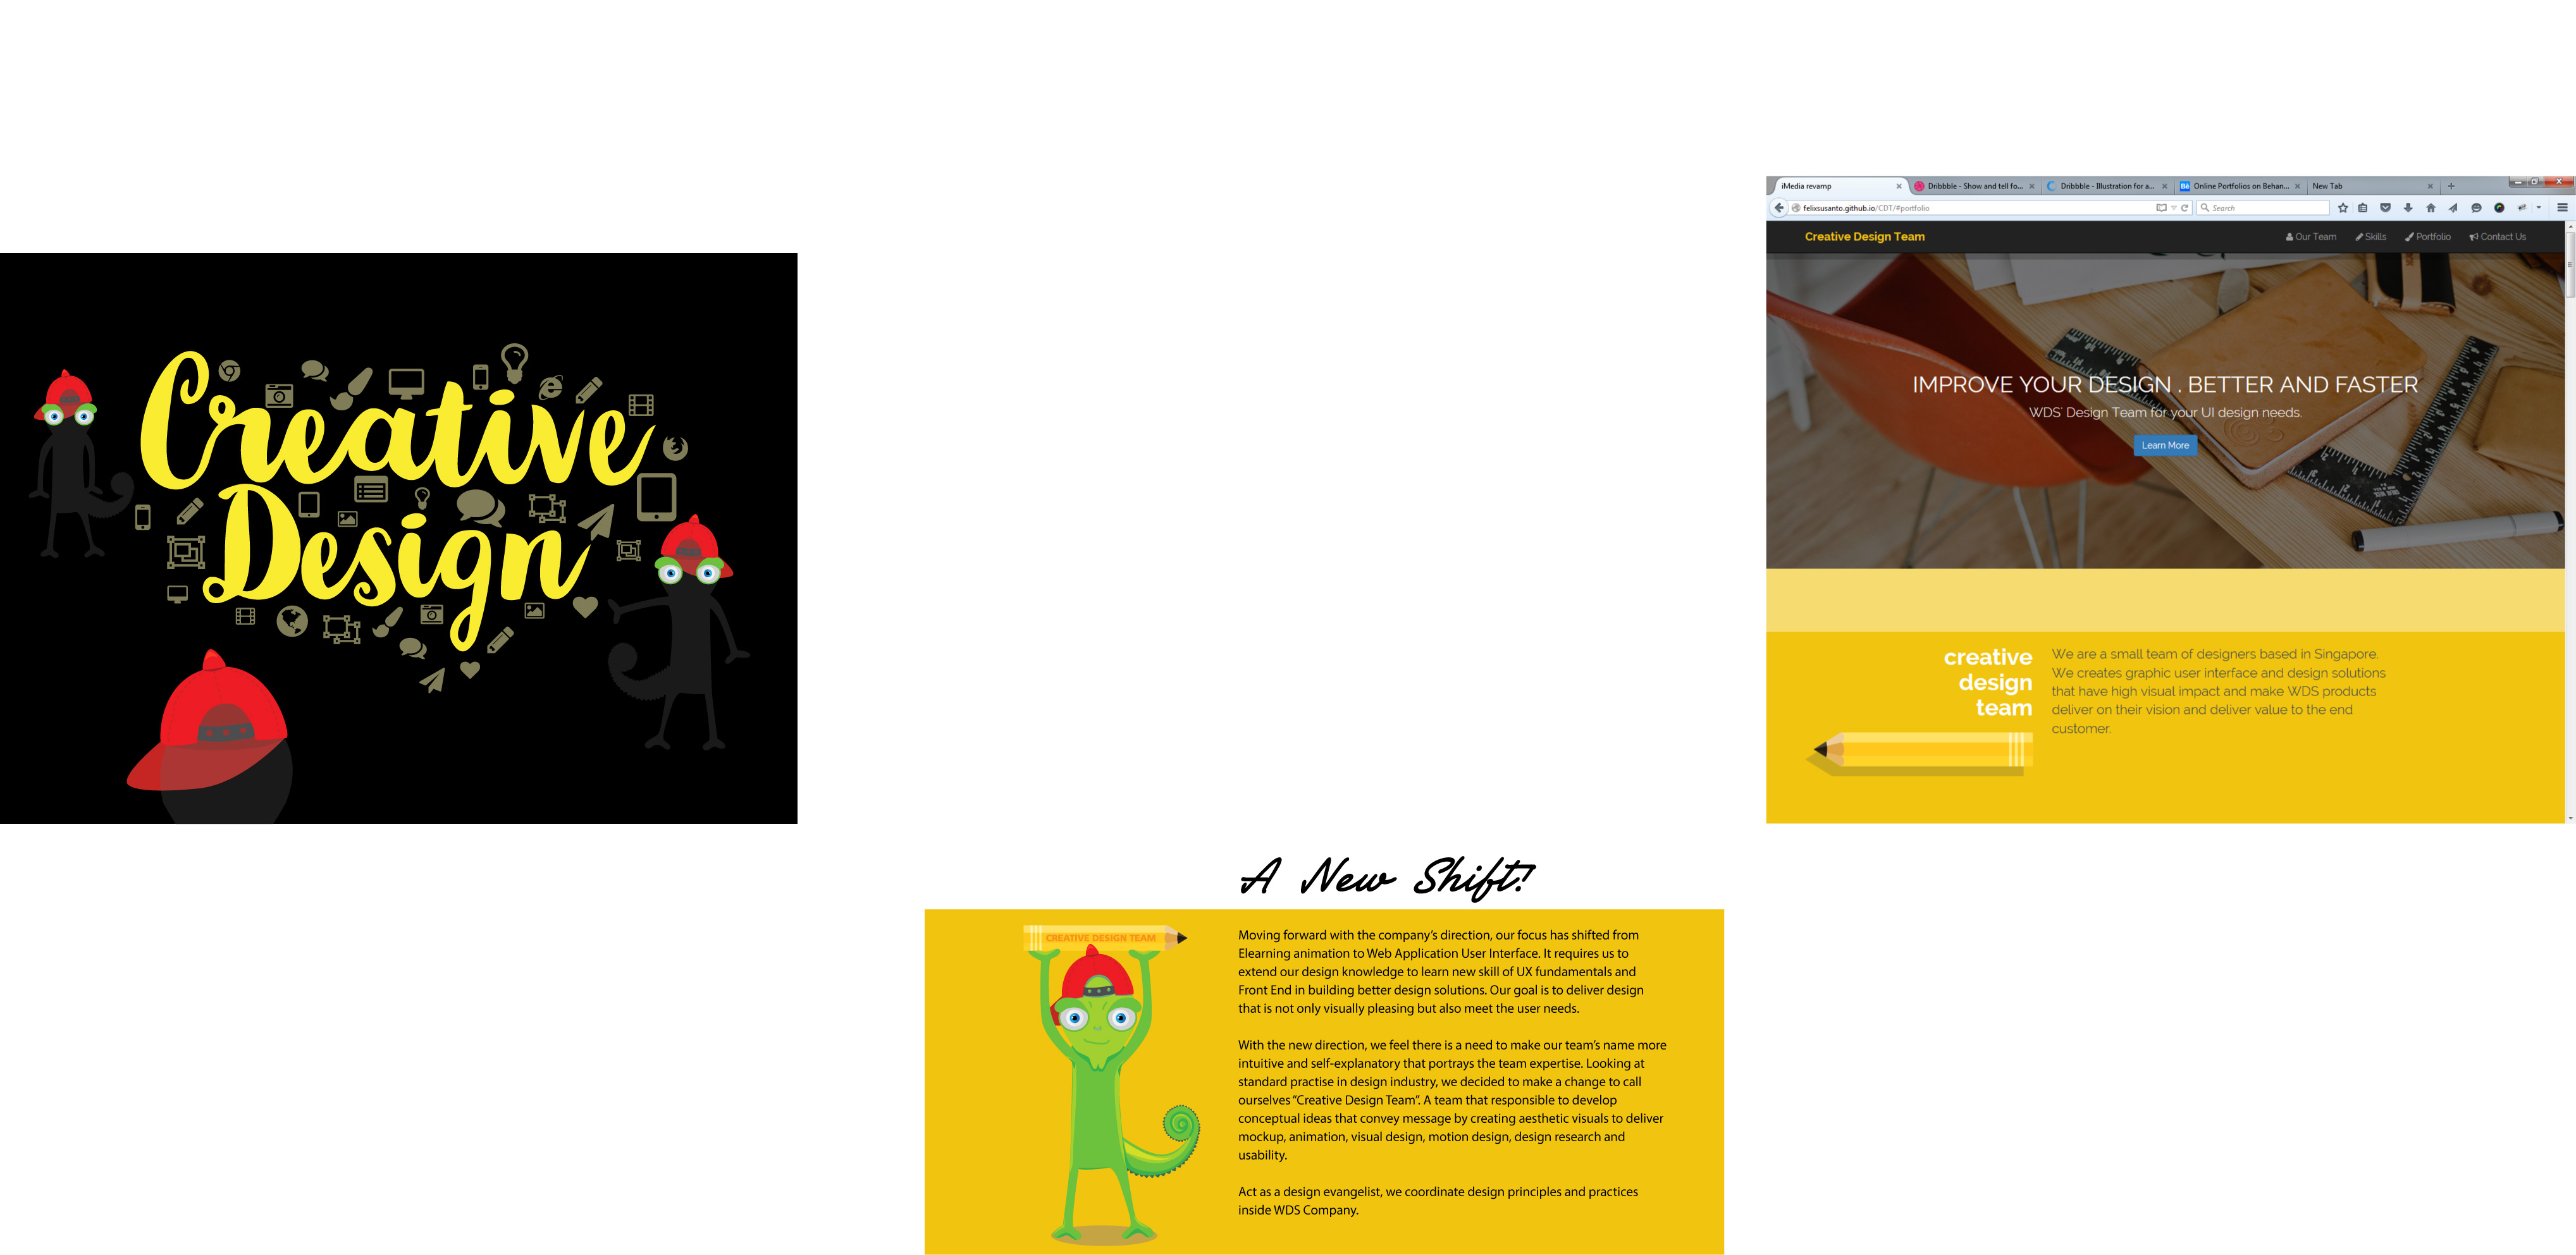 Creative
Design
iMedia revamp
Dribbble - Show and tell fo...
Dribbble - Illustration for a...
Bē Online Portfolios on Behan...
New Tab
felixsusanto.github.io/CDT/#portfolio
Search
Creative Design Team
Our Team
Skills
Portfolio
Contact Us
IMPROVE YOUR DESIGN . BETTER AND FASTER
WDS' Design Team for your UI design needs.
Learn More
creative
design
team
We are a small team of designers based in Singapore.
We creates graphic user interface and design solutions
that have high visual impact and make WDS products
deliver on their vision and deliver value to the end
customer.
A New Shift!
CREATIVE DESIGN TEAM
Moving forward with the company’s direction, our focus has shifted from
Elearning animation to Web Application User Interface. It requires us to
extend our design knowledge to learn new skill of UX fundamentals and
Front End in building better design solutions. Our goal is to deliver design
that is not only visually pleasing but also meet the user needs.
With the new direction, we feel there is a need to make our team’s name more
intuitive and self-explanatory that portrays the team expertise. Looking at
standard practise in design industry, we decided to make a change to call
ourselves “Creative Design Team”. A team that responsible to develop
conceptual ideas that convey message by creating aesthetic visuals to deliver
mockup, animation, visual design, motion design, design research and
usability.
Act as a design evangelist, we coordinate design principles and practices
inside WDS Company.